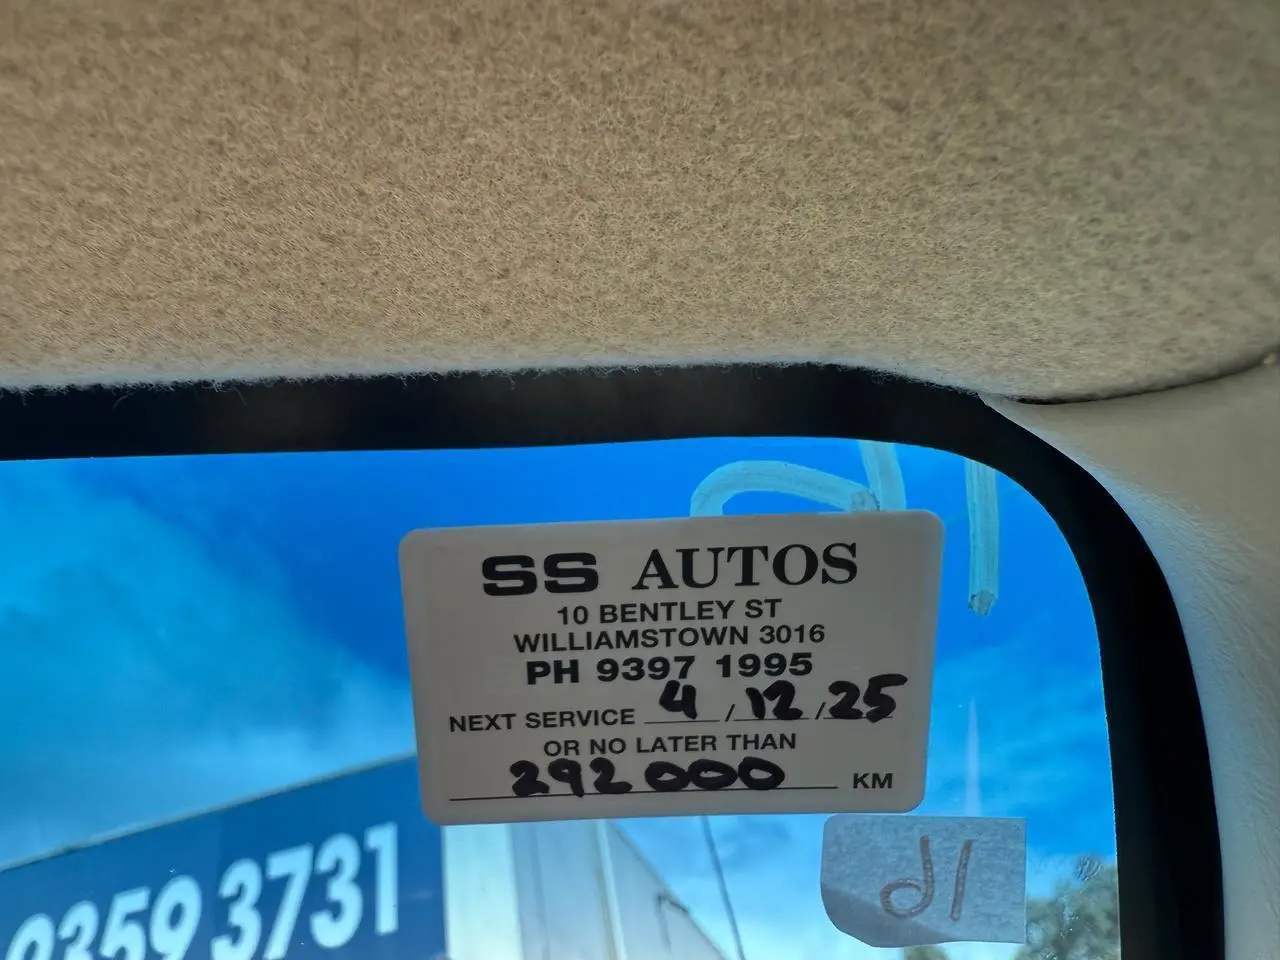 SS AUTOS
10 BENTLEY ST
WILLIAMSTOWN 3016
PH 9397 1995
NEXT SERVICE 4 / 12 / 25
OR NO LATER THAN
292000 KM
9359 3731